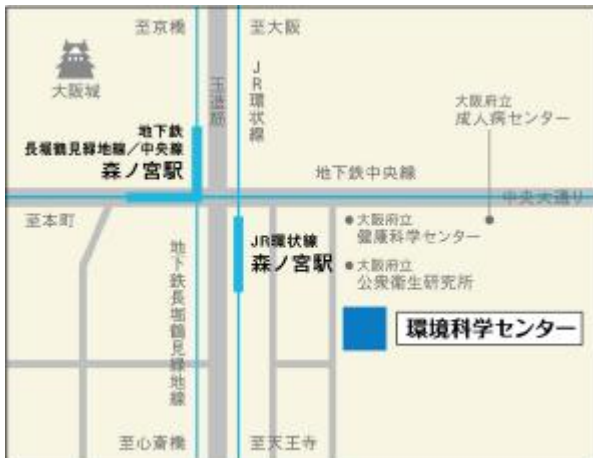 至京橋
至大阪
大阪城
玉造筋
JR環状線
大阪府立
成人病センター
地下鉄
長堀鶴見緑地線/中央線
森ノ宮駅
地下鉄中央線
中央大通り
至本町
大阪府立
健康科学センター
JR環状線
森ノ宮駅
大阪府立
公衆衛生研究所
地下鉄長堀鶴見緑地線
環境科学センター
至心斎橋
至天王寺